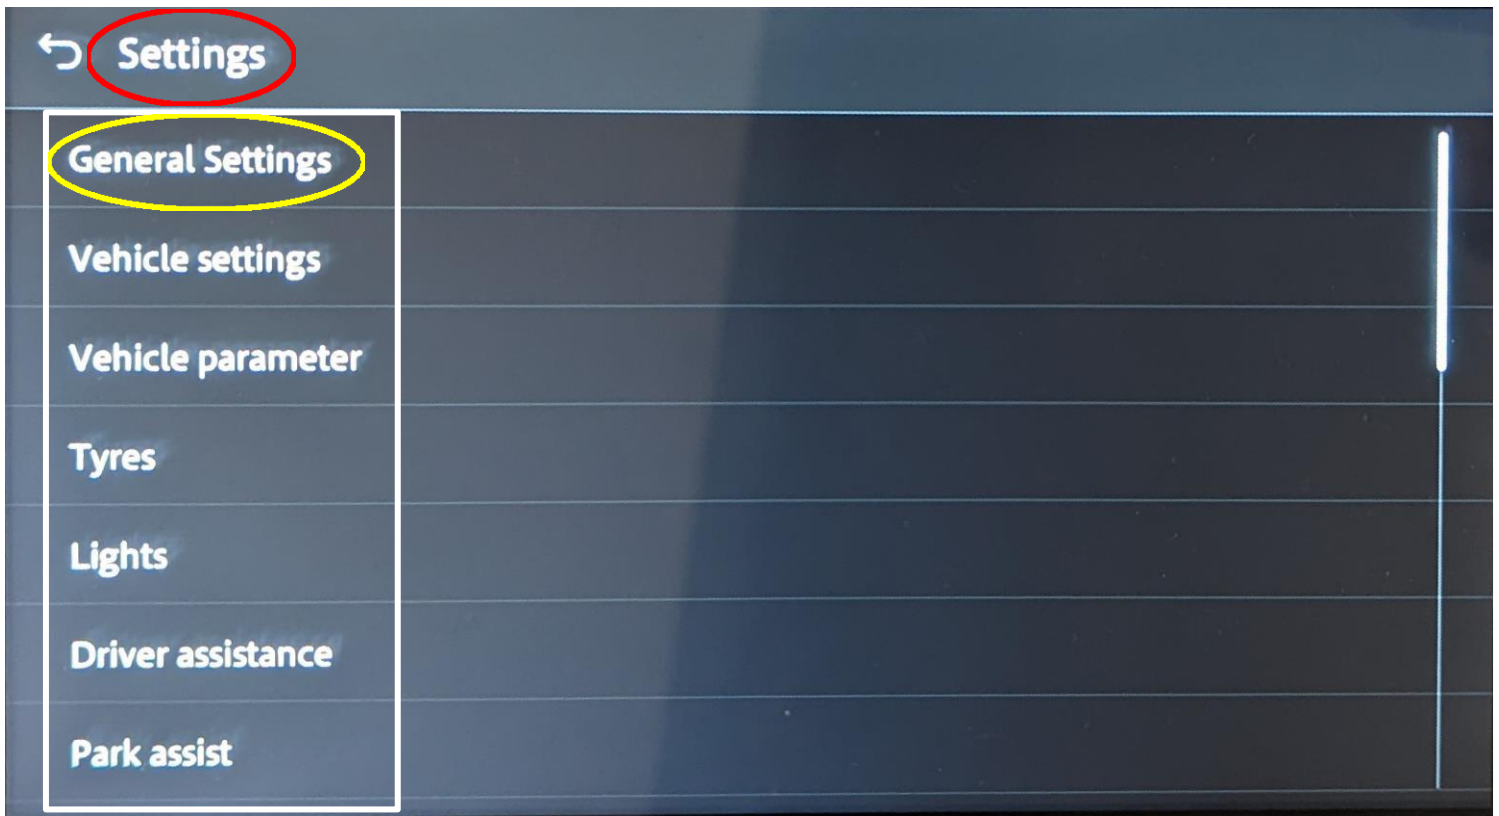 Settings
General Settings
Vehicle settings
Vehicle parameter
Tyres
Lights
Driver assistance
Park assist